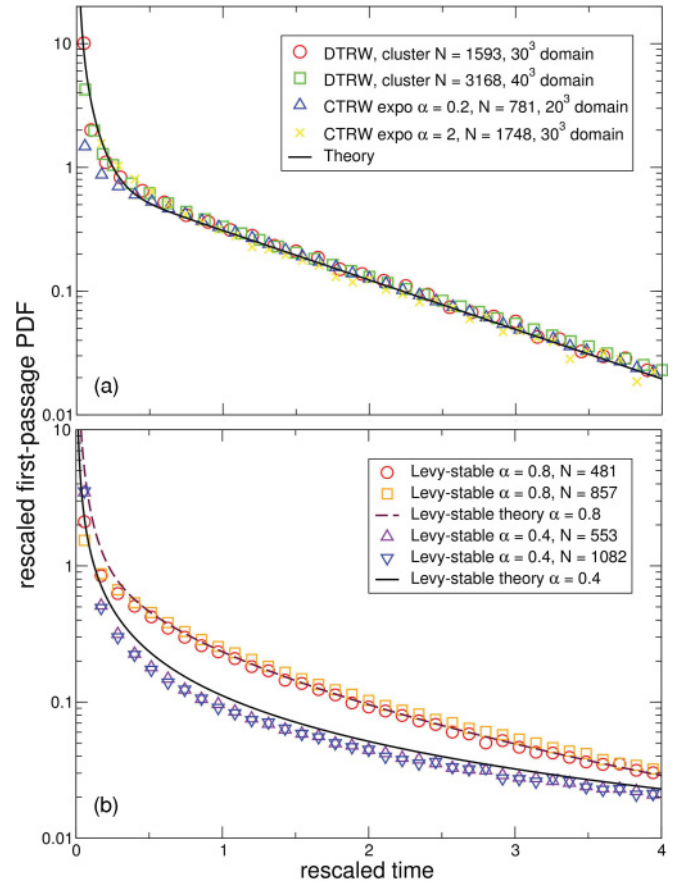 10
1
0.1
0.01
(a)
DTRW, cluster N = 1593, 30³ domain
DTRW, cluster N = 3168, 40³ domain
CTRW expo α = 0.2, N = 781, 20³ domain
CTRW expo α = 2, N = 1748, 30³ domain
Theory
rescaled first-passage PDF
10
1
0.1
0.01
(b)
Levy-stable α = 0.8, N = 481
Levy-stable α = 0.8, N = 857
Levy-stable theory α = 0.8
Levy-stable α = 0.4, N = 553
Levy-stable α = 0.4, N = 1082
Levy-stable theory α = 0.4
0 1 2 3 4
rescaled time